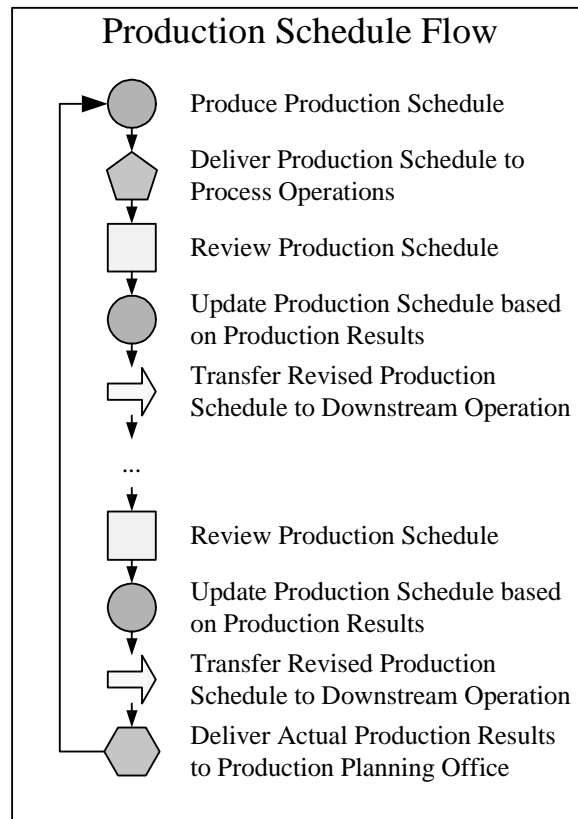 Production Schedule Flow
Produce Production Schedule
Deliver Production Schedule to
Process Operations
Review Production Schedule
Update Production Schedule based
on Production Results
Transfer Revised Production
Schedule to Downstream Operation
...
Review Production Schedule
Update Production Schedule based
on Production Results
Transfer Revised Production
Schedule to Downstream Operation
Deliver Actual Production Results
to Production Planning Office